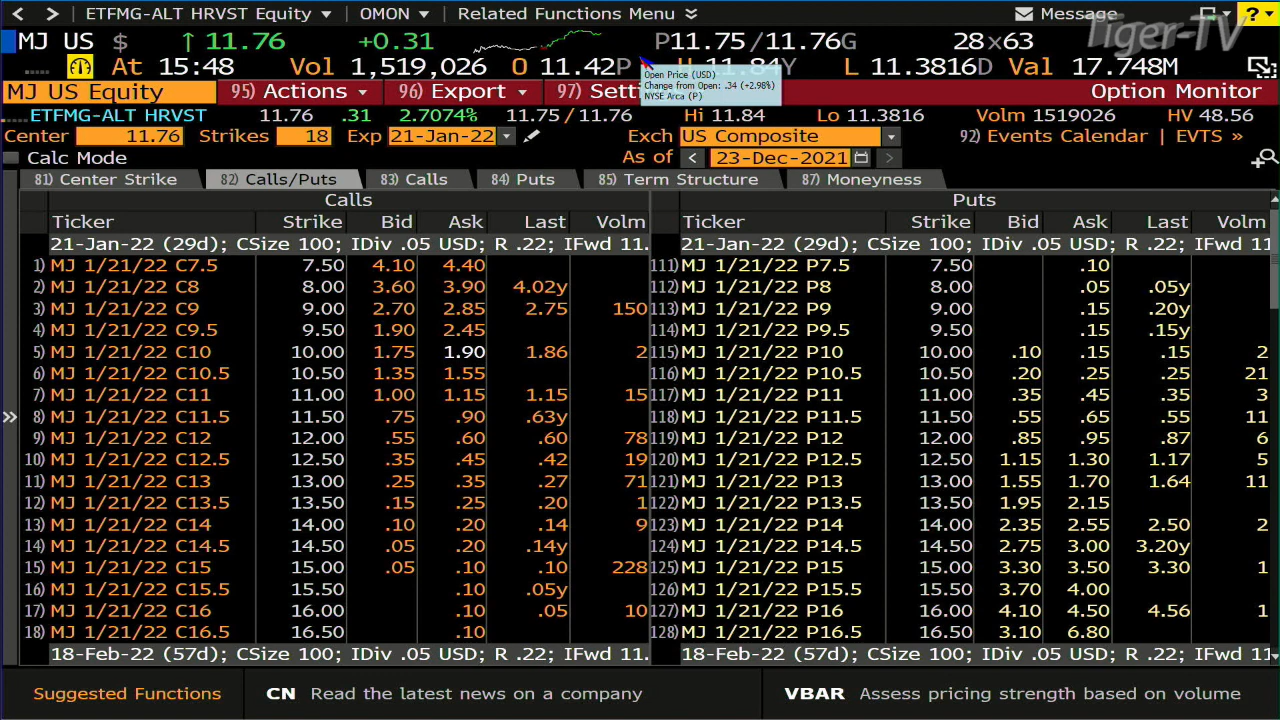 < > ETFMG-ALT HRVST Equity ▾ OMON ▾ Related Functions Menu Message ? ▾
Tiger-TV
MJ US $ ↑ 11.76 +0.31 P11.75/11.76G 28×63
At 15:48 Vol 1,519,026 O 11.42P 11.84Y L 11.3816D Val 17.748M
Open Price (USD)
Change from Open: .34 (+2.98%)
NYSE Arca (P)
MJ US Equity 95) Actions ▾ 96) Export ▾ 97) Setti Option Monitor
ETFMG ALT HRVST 11.76 .31 2.7074% 11.75 / 11.76 Hi 11.84 Lo 11.3816 Volm 1519026 HV 48.56
Center 11.76 Strikes 18 Exp 21-Jan-22 Exch US Composite 92) Events Calendar EVTS »
Calc Mode As of < 23-Dec-2021 >
81) Center Strike 82) Calls/Puts 83) Calls 84) Puts 85) Term Structure 87) Moneyness
Calls Puts
Ticker Strike Bid Ask Last Volm Ticker Strike Bid Ask Last Volm
21-Jan-22 (29d); CSize 100; IDiv .05 USD; R .22; IFwd 11. 21-Jan-22 (29d); CSize 100; IDiv .05 USD; R .22; IFwd 11
1) MJ 1/21/22 C7.5 7.50 4.10 4.40 111) MJ 1/21/22 P7.5 7.50 .10
2) MJ 1/21/22 C8 8.00 3.60 3.90 4.02y 112) MJ 1/21/22 P8 8.00 .05 .05y
3) MJ 1/21/22 C9 9.00 2.70 2.85 2.75 150 113) MJ 1/21/22 P9 9.00 .15 .20y
4) MJ 1/21/22 C9.5 9.50 1.90 2.45 114) MJ 1/21/22 P9.5 9.50 .15 .15y
5) MJ 1/21/22 C10 10.00 1.75 1.90 1.86 2 115) MJ 1/21/22 P10 10.00 .10 .15 .15 2
6) MJ 1/21/22 C10.5 10.50 1.35 1.55 116) MJ 1/21/22 P10.5 10.50 .20 .25 .25 21
7) MJ 1/21/22 C11 11.00 1.00 1.15 1.15 15 117) MJ 1/21/22 P11 11.00 .35 .45 .35 3
8) MJ 1/21/22 C11.5 11.50 .75 .90 .63y 118) MJ 1/21/22 P11.5 11.50 .55 .65 .55 11
9) MJ 1/21/22 C12 12.00 .55 .60 .60 78 119) MJ 1/21/22 P12 12.00 .85 .95 .87 6
10) MJ 1/21/22 C12.5 12.50 .35 .45 .42 19 120) MJ 1/21/22 P12.5 12.50 1.15 1.30 1.17 5
11) MJ 1/21/22 C13 13.00 .25 .35 .27 71 121) MJ 1/21/22 P13 13.00 1.55 1.70 1.64 11
12) MJ 1/21/22 C13.5 13.50 .15 .25 .20 1 122) MJ 1/21/22 P13.5 13.50 1.95 2.15
13) MJ 1/21/22 C14 14.00 .10 .20 .14 9 123) MJ 1/21/22 P14 14.00 2.35 2.55 2.50 2
14) MJ 1/21/22 C14.5 14.50 .05 .20 .14y 124) MJ 1/21/22 P14.5 14.50 2.75 3.00 3.20y
15) MJ 1/21/22 C15 15.00 .05 .10 .10 228 125) MJ 1/21/22 P15 15.00 3.30 3.50 3.30 1
16) MJ 1/21/22 C15.5 15.50 .10 .05y 126) MJ 1/21/22 P15.5 15.50 3.70 4.00
17) MJ 1/21/22 C16 16.00 .10 .05 10 127) MJ 1/21/22 P16 16.00 4.10 4.50 4.56 1
18) MJ 1/21/22 C16.5 16.50 .10 128) MJ 1/21/22 P16.5 16.50 3.10 6.80
18-Feb-22 (57d); CSize 100; IDiv .05 USD; R .22; IFwd 11. 18-Feb-22 (57d); CSize 100; IDiv .05 USD; R .22; IFwd 11
Suggested Functions CN Read the latest news on a company VBAR Assess pricing strength based on volume